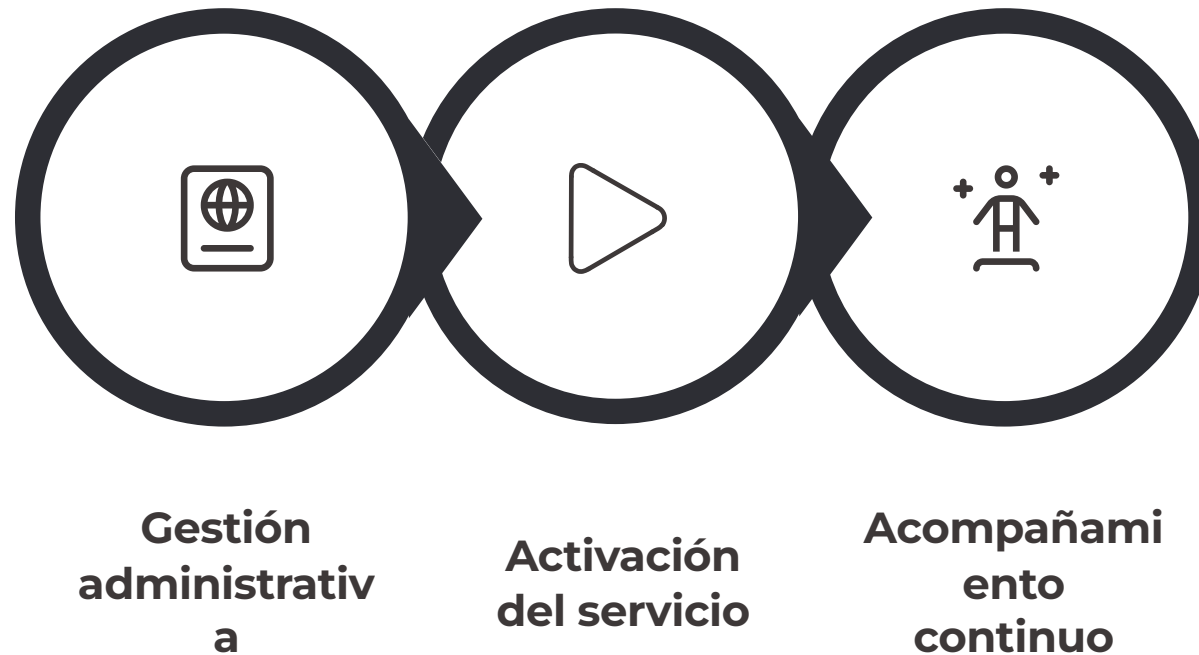 Gestión
administrativ
a
Activación
del servicio
Acompañami
ento
continuo